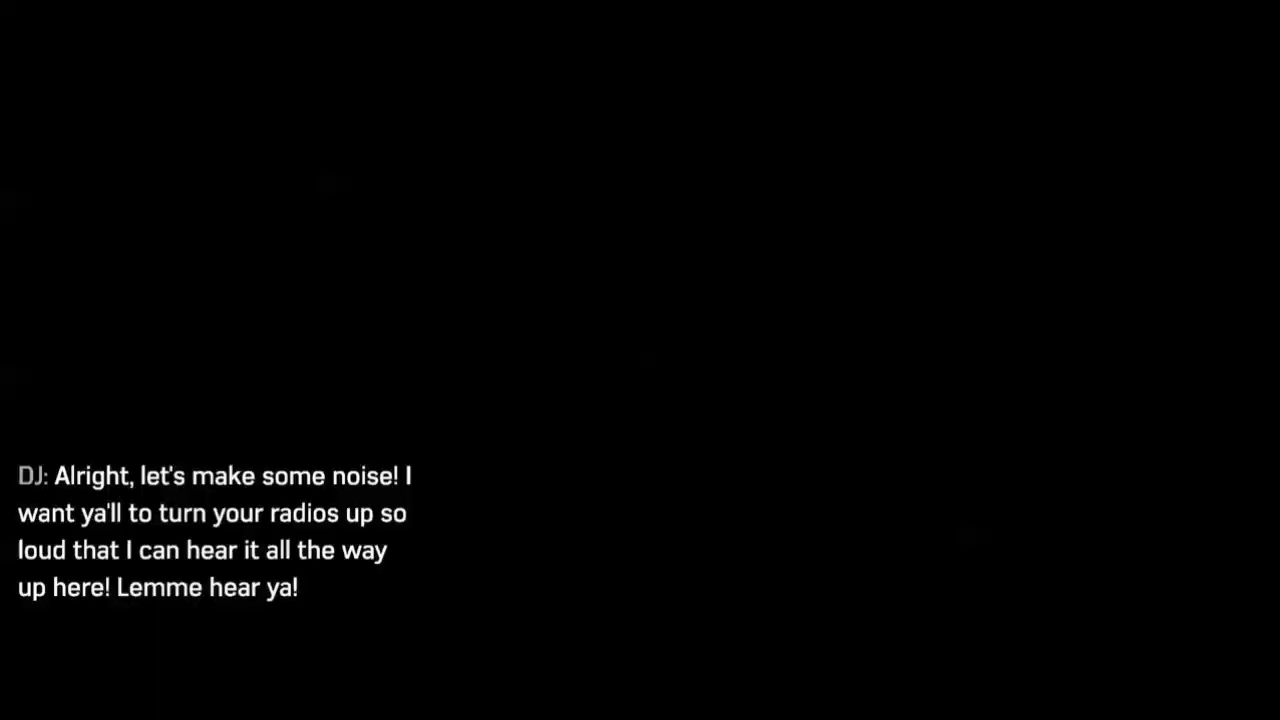 DJ: Alright, let's make some noise! I
want ya'll to turn your radios up so
loud that I can hear it all the way
up here! Lemme hear ya!